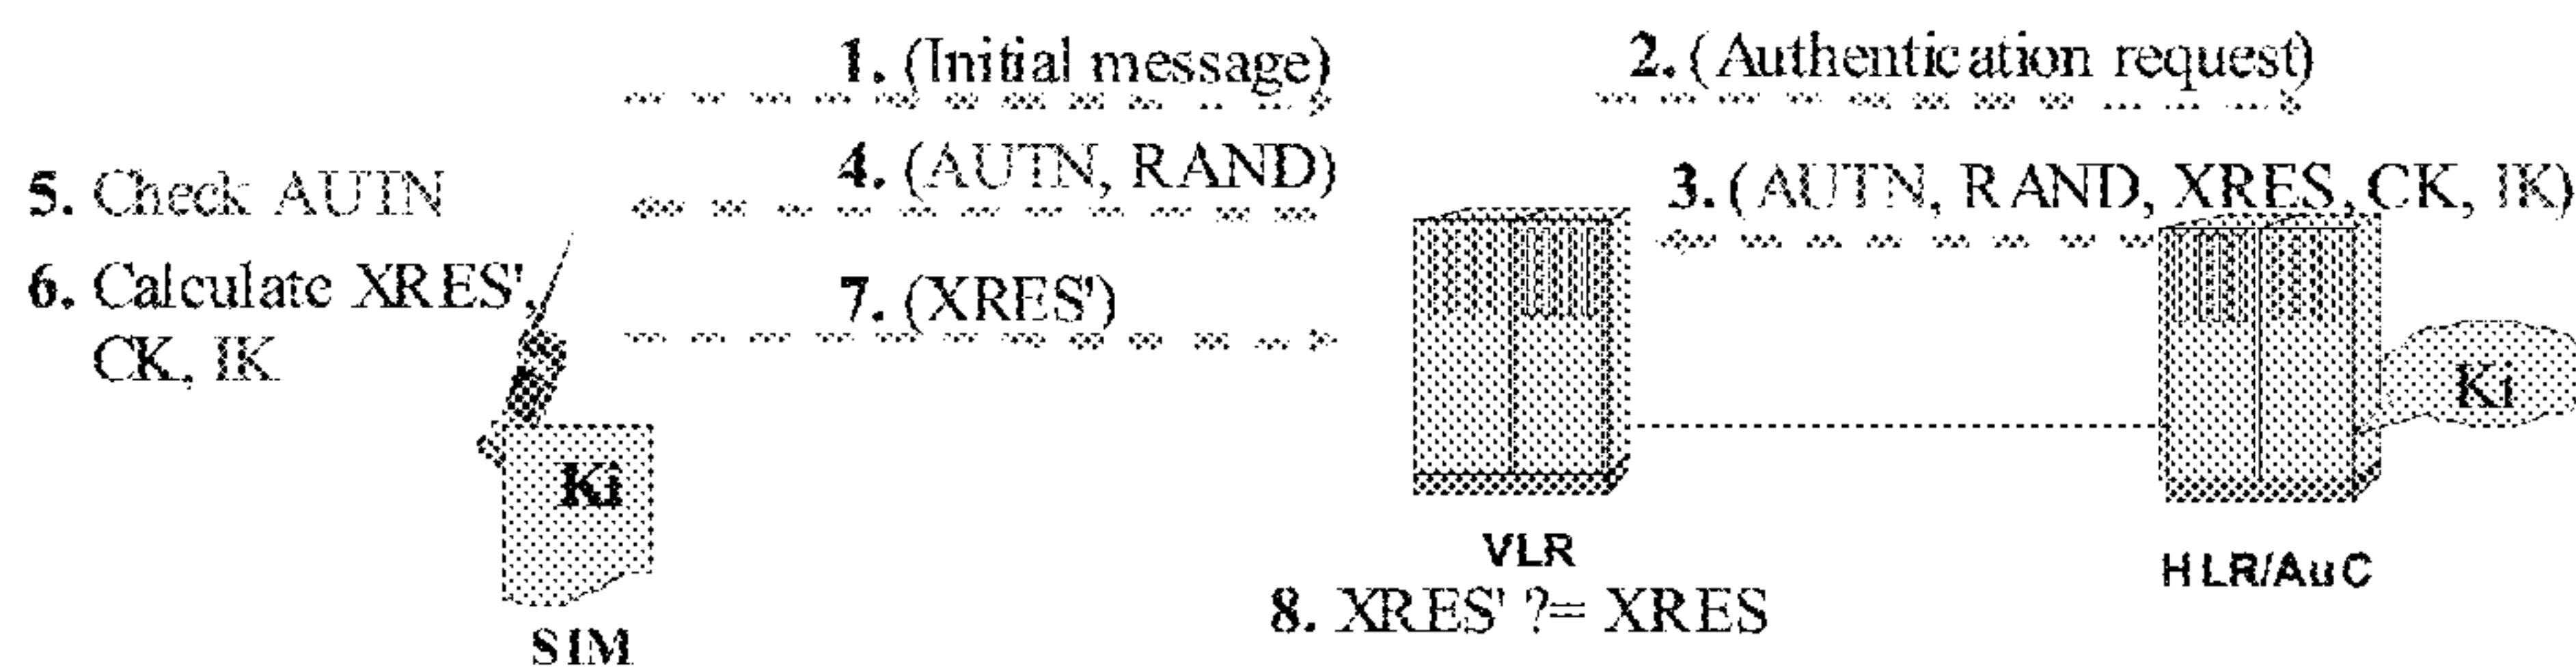 1. (Initial message)
2. (Authentication request)
4. (AUTN, RAND)
3. (AUTN, RAND, XRES, CK, IK)
5. Check AUTN
6. Calculate XRES',
CK, IK
7. (XRES')
Ki
Ki
VLR
HLR/AuC
8. XRES' ?= XRES
SIM